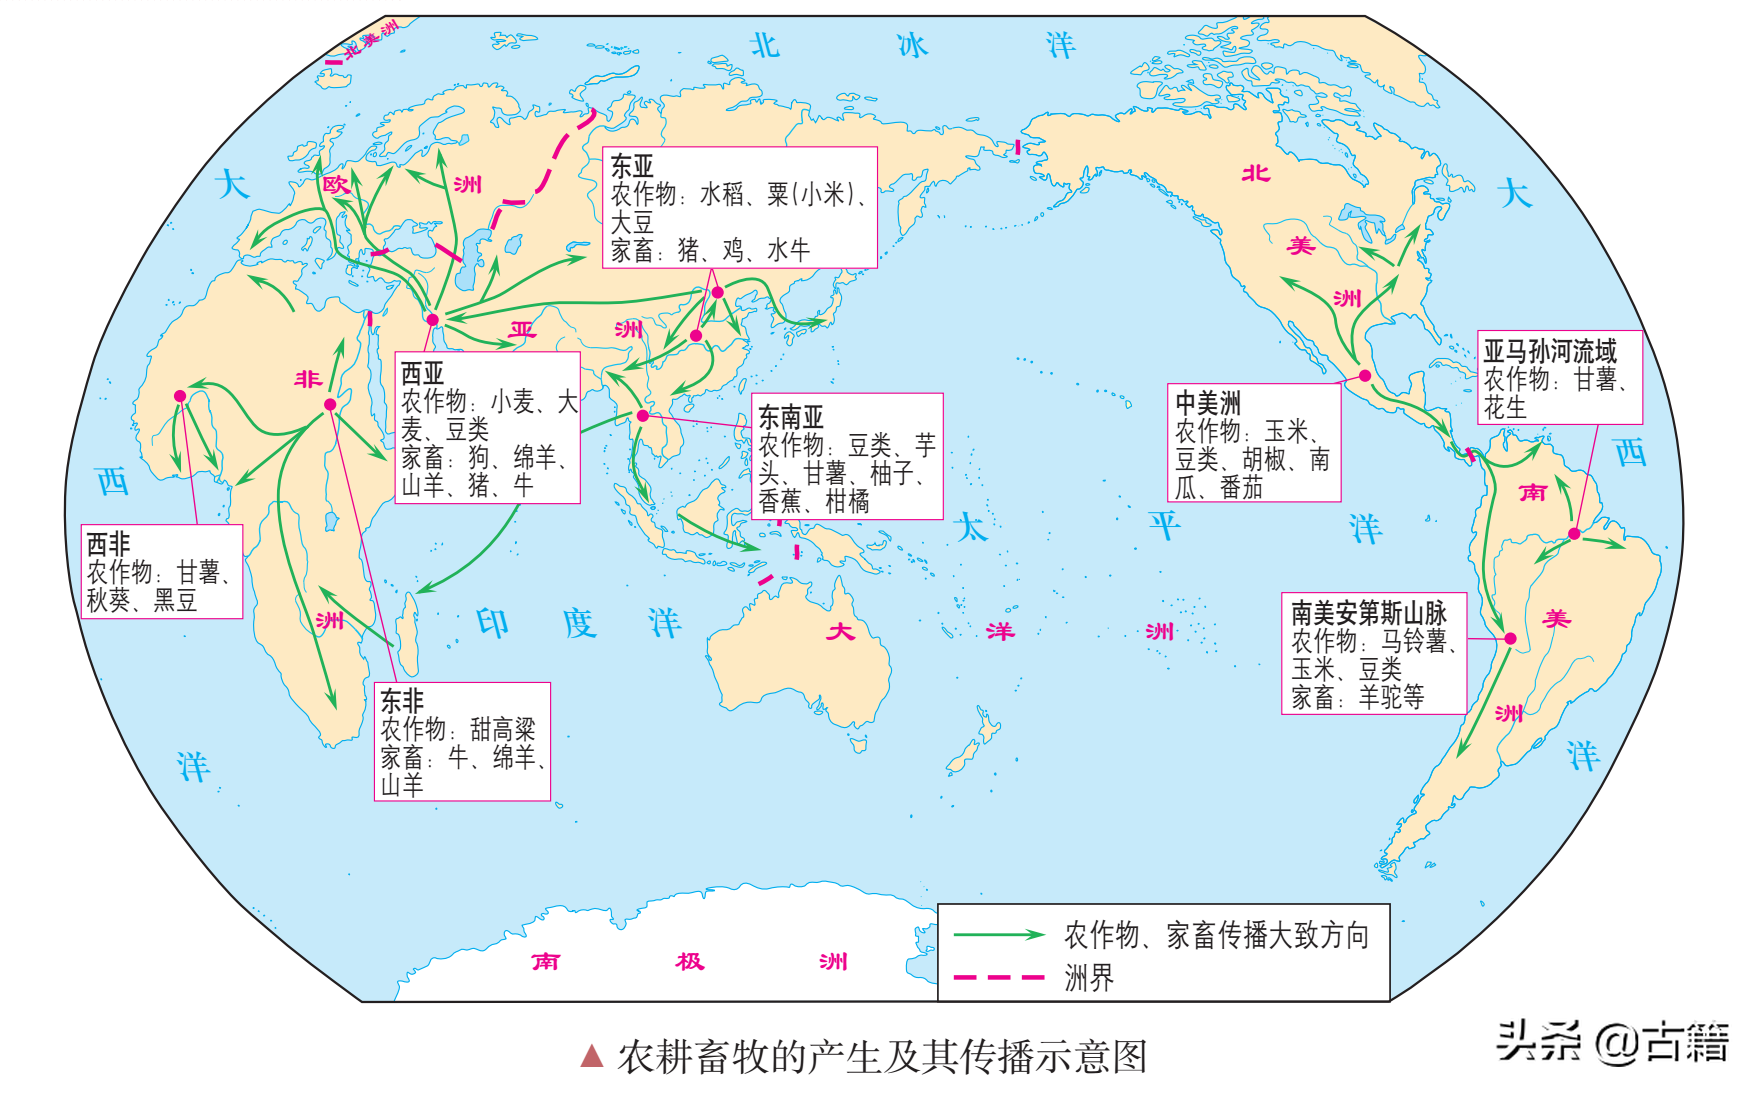 北美洲
北冰洋
大西洋
欧洲
北美洲
大西洋
东亚
农作物：水稻、粟(小米)、
大豆
家畜：猪、鸡、水牛
亚洲
非洲
西亚
农作物：小麦、大
麦、豆类
家畜：狗、绵羊、
山羊、猪、牛
东南亚
农作物：豆类、芋
头、甘薯、柚子、
香蕉、柑橘
中美洲
农作物：玉米、
豆类、胡椒、南
瓜、番茄
亚马孙河流域
农作物：甘薯、
花生
西非
农作物：甘薯、
秋葵、黑豆
太平洋
印度洋
大洋洲
南美洲
南美安第斯山脉
农作物：马铃薯、
玉米、豆类
家畜：羊驼等
东非
农作物：甜高粱
家畜：牛、绵羊、
山羊
南极洲
农作物、家畜传播大致方向
洲界
▲农耕畜牧的产生及其传播示意图
头条 @古籍